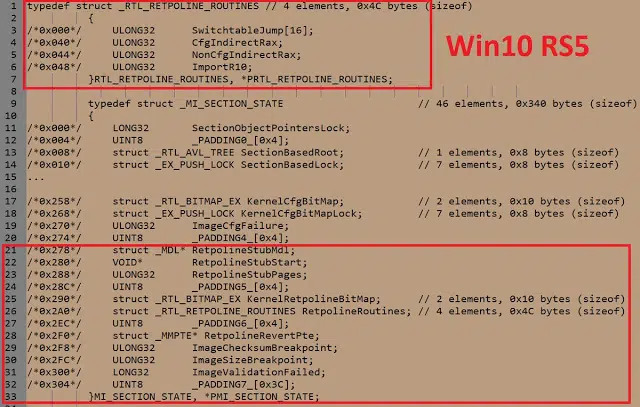 1 typedef struct _RTL_RETPOLINE_ROUTINES // 4 elements, 0x4C bytes (sizeof)
2 {
3 /*0x000*/ ULONG32 SwitchtableJump[16];
4 /*0x040*/ ULONG32 CfgIndirectRax;
5 /*0x044*/ ULONG32 NonCfgIndirectRax;
6 /*0x048*/ ULONG32 ImportR10;
7 }RTL_RETPOLINE_ROUTINES, *PRTL_RETPOLINE_ROUTINES;
Win10 RS5
8
9 typedef struct _MI_SECTION_STATE // 46 elements, 0x340 bytes (sizeof)
10 {
11 /*0x000*/ LONG32 SectionObjectPointersLock;
12 /*0x004*/ UINT8 _PADDING0_[0x4];
13 /*0x008*/ struct _RTL_AVL_TREE SectionBasedRoot; // 1 elements, 0x8 bytes (sizeof)
14 /*0x010*/ struct _EX_PUSH_LOCK SectionBasedLock; // 7 elements, 0x8 bytes (sizeof)
15 ...
16
17 /*0x258*/ struct _RTL_BITMAP_EX KernelCfgBitMap; // 2 elements, 0x10 bytes (sizeof)
18 /*0x268*/ struct _EX_PUSH_LOCK KernelCfgBitMapLock; // 7 elements, 0x8 bytes (sizeof)
19 /*0x270*/ ULONG32 ImageCfgFailure;
20 /*0x274*/ UINT8 _PADDING4_[0x4];
21 /*0x278*/ struct _MDL* RetpolineStubMdl;
22 /*0x280*/ VOID* RetpolineStubStart;
23 /*0x288*/ ULONG32 RetpolineStubPages;
24 /*0x28C*/ UINT8 _PADDING5_[0x4];
25 /*0x290*/ struct _RTL_BITMAP_EX KernelRetpolineBitMap; // 2 elements, 0x10 bytes (sizeof)
26 /*0x2A0*/ struct _RTL_RETPOLINE_ROUTINES RetpolineRoutines; // 4 elements, 0x4C bytes (sizeof)
27 /*0x2EC*/ UINT8 _PADDING6_[0x4];
28 /*0x2F0*/ struct _MMPTE* RetpolineRevertPte;
29 /*0x2F8*/ ULONG32 ImageChecksumBreakpoint;
30 /*0x2FC*/ ULONG32 ImageSizeBreakpoint;
31 /*0x300*/ LONG32 ImageValidationFailed;
32 /*0x304*/ UINT8 _PADDING7_[0x3C];
33 }MI_SECTION_STATE, *PMI_SECTION_STATE;